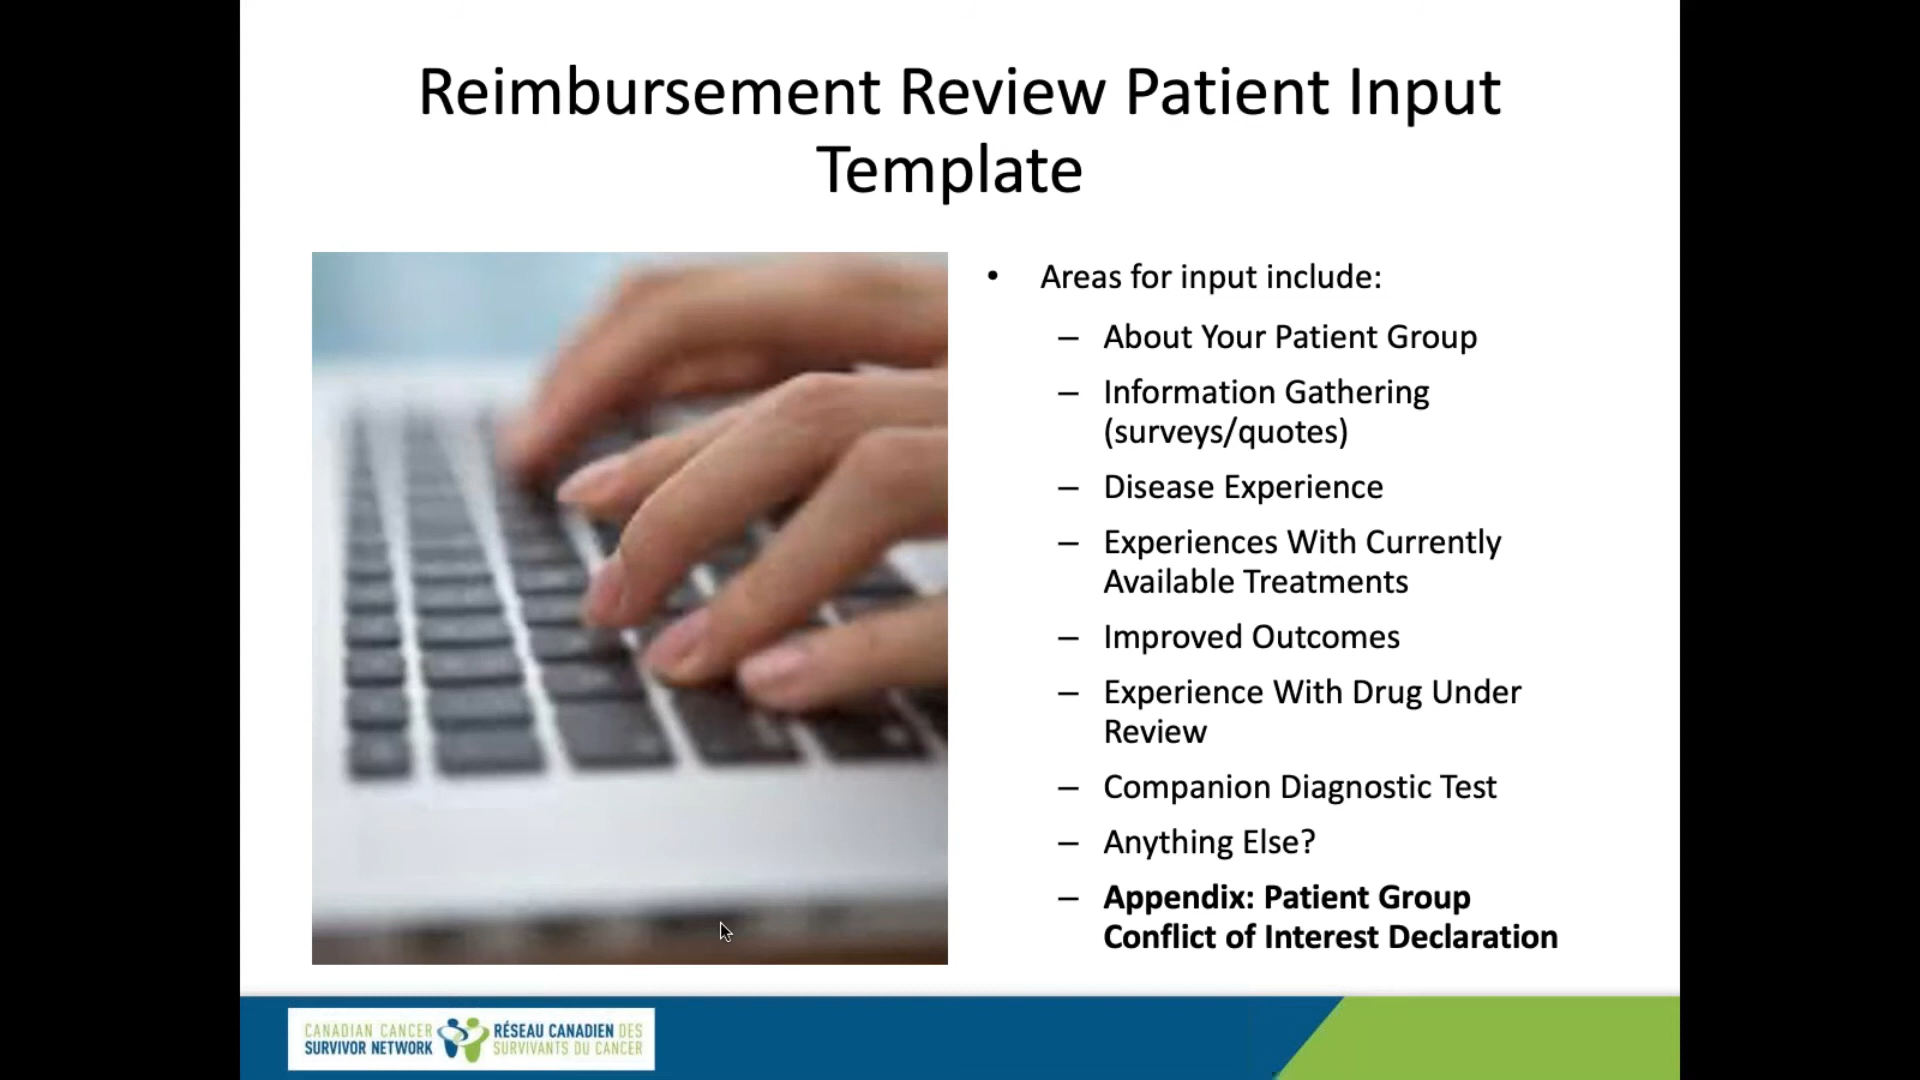 Reimbursement Review Patient Input
Template
• Areas for input include:
– About Your Patient Group
– Information Gathering
(surveys/quotes)
– Disease Experience
– Experiences With Currently
Available Treatments
– Improved Outcomes
– Experience With Drug Under
Review
– Companion Diagnostic Test
– Anything Else?
– Appendix: Patient Group
Conflict of Interest Declaration
CANADIAN CANCER
SURVIVOR NETWORK
RÉSEAU CANADIEN DES
SURVIVANTS DU CANCER